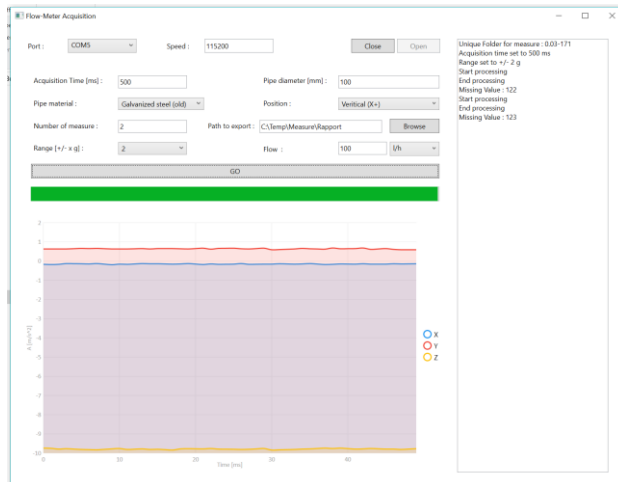 Flow-Meter Acquisition
Port : COM5 Speed : 115200 Close Open
Acquisition Time [ms] : 500 Pipe diameter [mm] : 100
Pipe material : Galvanized steel (old) Position : Veritical (X+)
Number of measure : 2 Path to export : C:\Temp\Measure\Rapport Browse
Range [+/- x g] : 2 Flow : 100 l/h
GO
2
1
0
-1
-2
-3
-4
-5
-6
-7
-8
-9
-10
A [m/s^2]
0 10 20 30 40
Time [ms]
X
Y
Z
Unique Folder for measure : 0.03-171
Acquisition time set to 500 ms
Range set to +/- 2 g
Start processing
End processing
Missing Value : 122
Start processing
End processing
Missing Value : 123